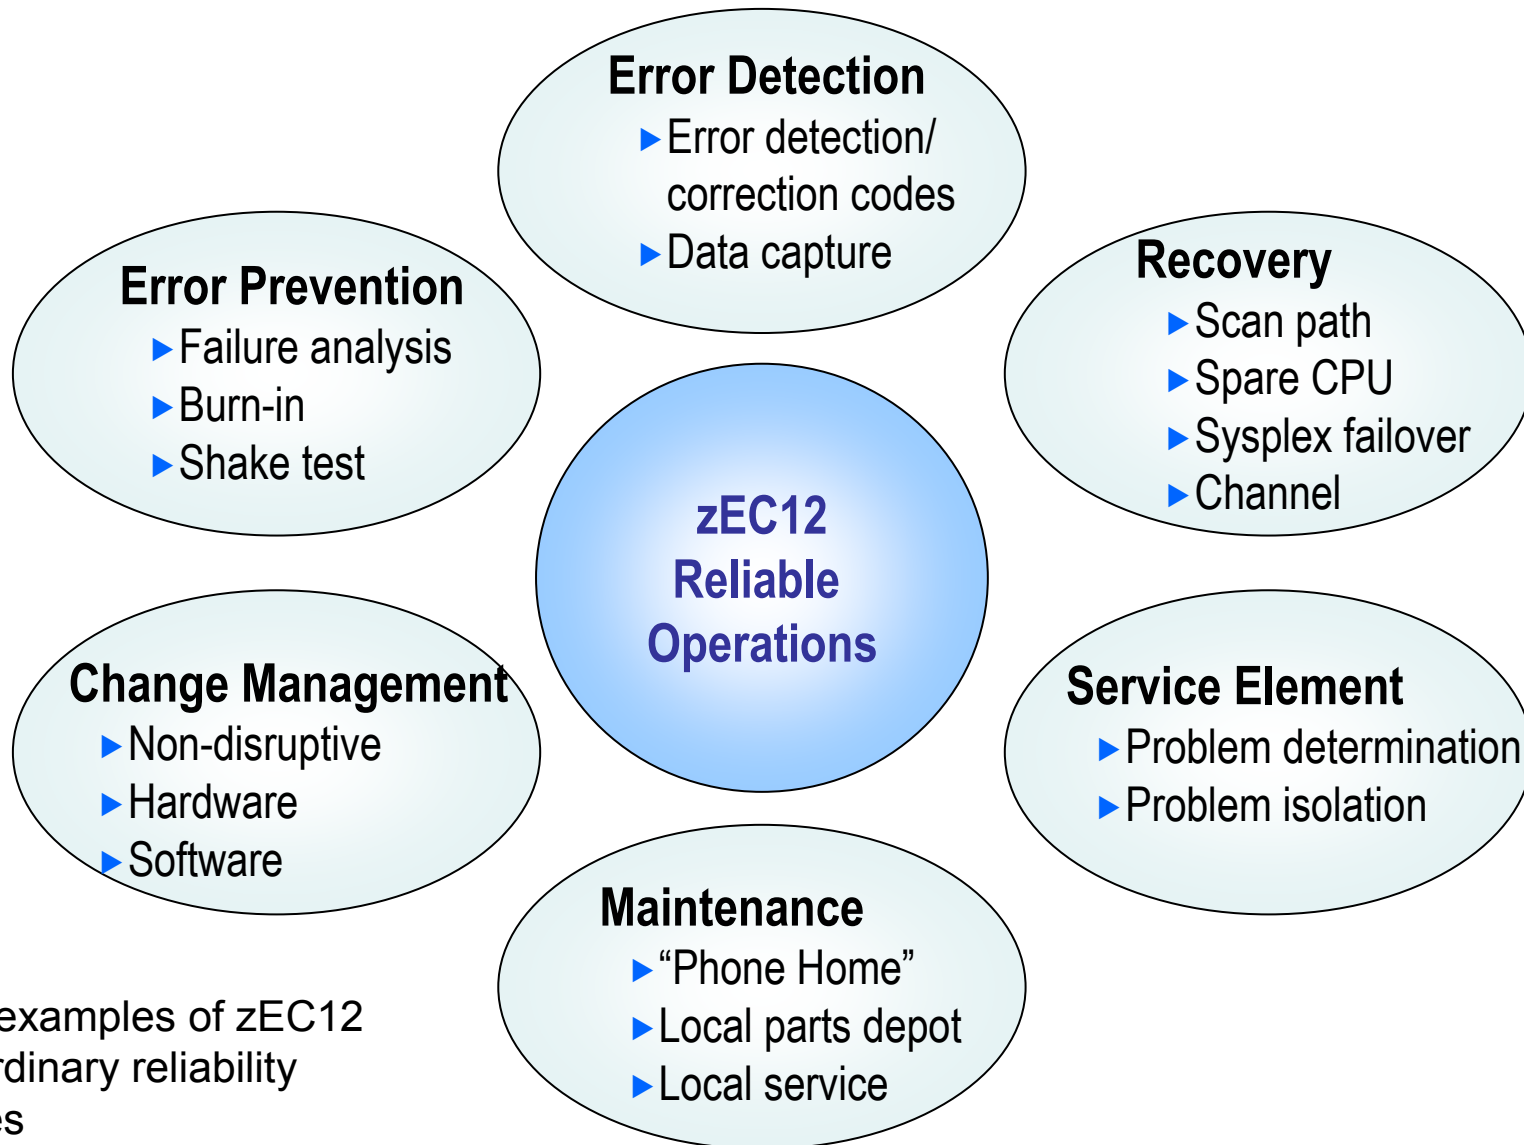 Error Detection
▶Error detection/
correction codes
▶Data capture
Error Prevention
▶Failure analysis
▶Burn-in
▶Shake test
Recovery
▶Scan path
▶Spare CPU
▶Sysplex failover
▶Channel
zEC12
Reliable
Operations
Change Management
▶Non-disruptive
▶Hardware
▶Software
Service Element
▶Problem determination
▶Problem isolation
Maintenance
▶“Phone Home”
▶Local parts depot
▶Local service
examples of zEC12
reliability